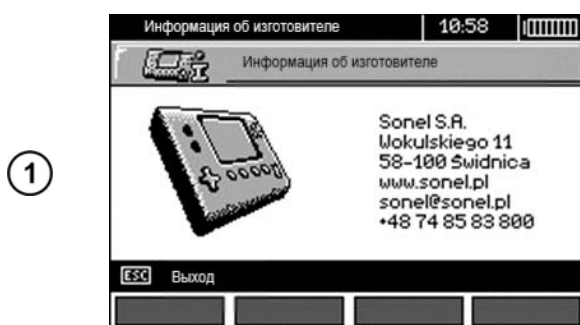 Информация об изготовителе 10:58
Информация об изготовителе
1
Sonel S.A.
Wokulskiego 11
58-100 Świdnica
www.sonel.pl
sonel@sonel.pl
+48 74 85 83 800
ESC Выход